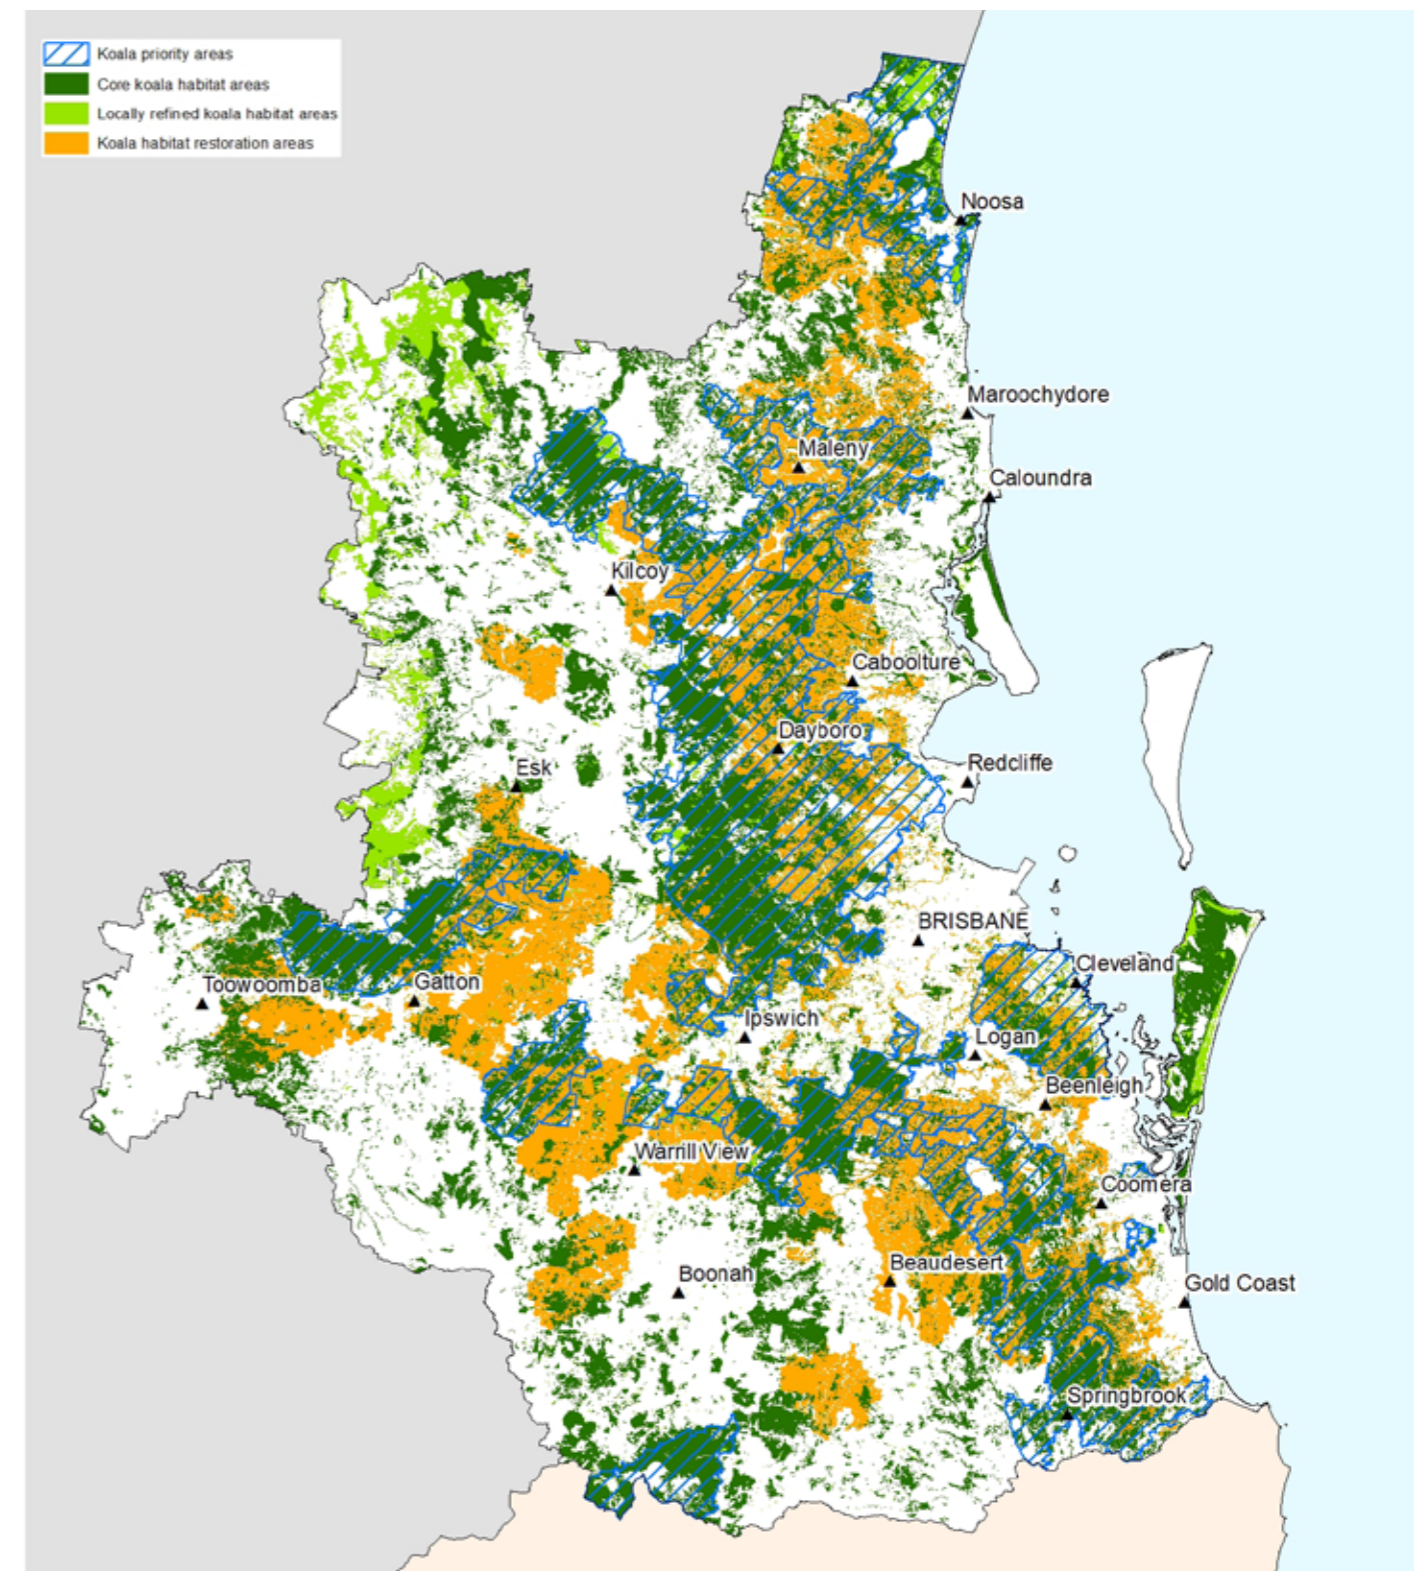 Koala priority areas
Core koala habitat areas
Locally refined koala habitat areas
Koala habitat restoration areas
Noosa
Maroochydore
Maleny
Caloundra
Kilcoy
Caboolture
Dayboro
Redcliffe
Esk
BRISBANE
Cleveland
Toowoomba
Gatton
Ipswich
Logan
Beenleigh
Warrill View
Coomera
Beaudesert
Boonah
Gold Coast
Springbrook